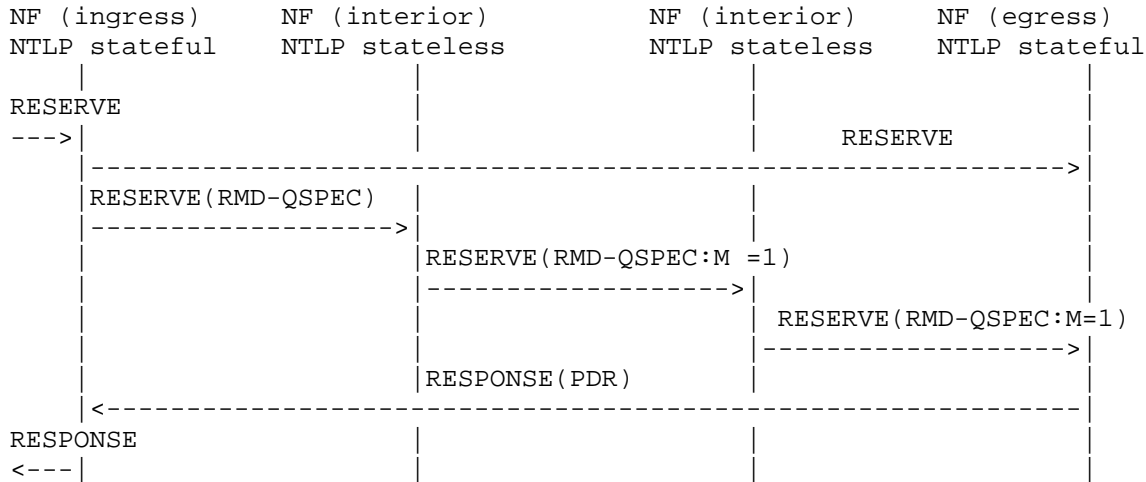 NF (ingress) NF (interior) NF (interior) NF (egress)
NTLP stateful NTLP stateless NTLP stateless NTLP stateful
RESERVE
RESERVE
RESERVE(RMD-QSPEC)
RESERVE(RMD-QSPEC:M =1)
RESERVE(RMD-QSPEC:M=1)
RESPONSE(PDR)
RESPONSE